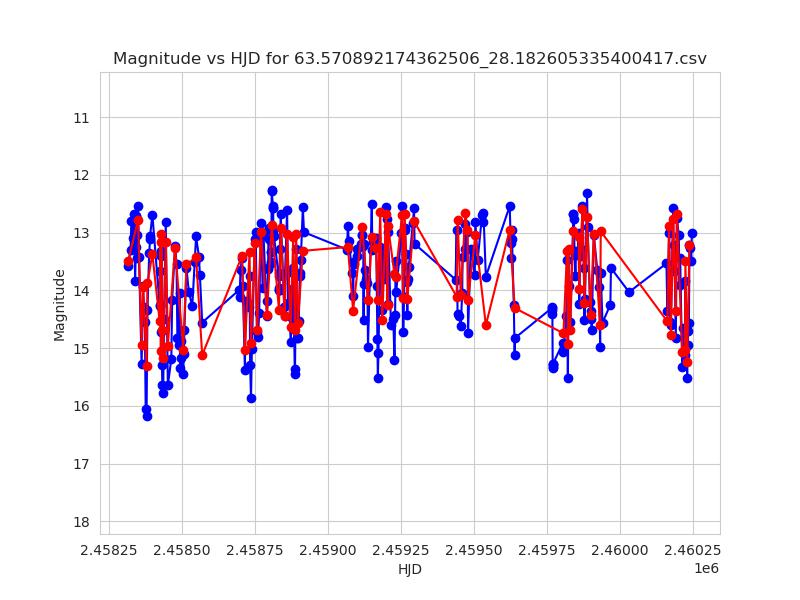 Magnitude vs HJD for 63.570892174362506_28.182605335400417.csv
11
12
13
14
15
16
17
18
Magnitude
2.45825 2.45850 2.45875 2.45900 2.45925 2.45950 2.45975 2.46000 2.46025
HJD
1e6